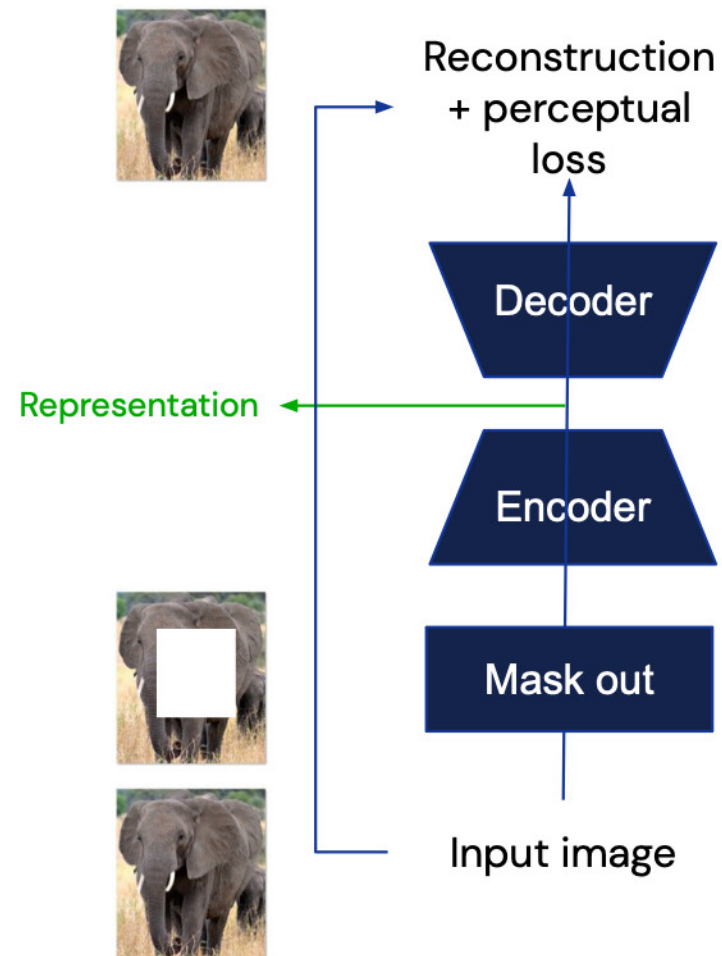 Reconstruction
+ perceptual
loss
Decoder
Representation
Encoder
Mask out
Input image